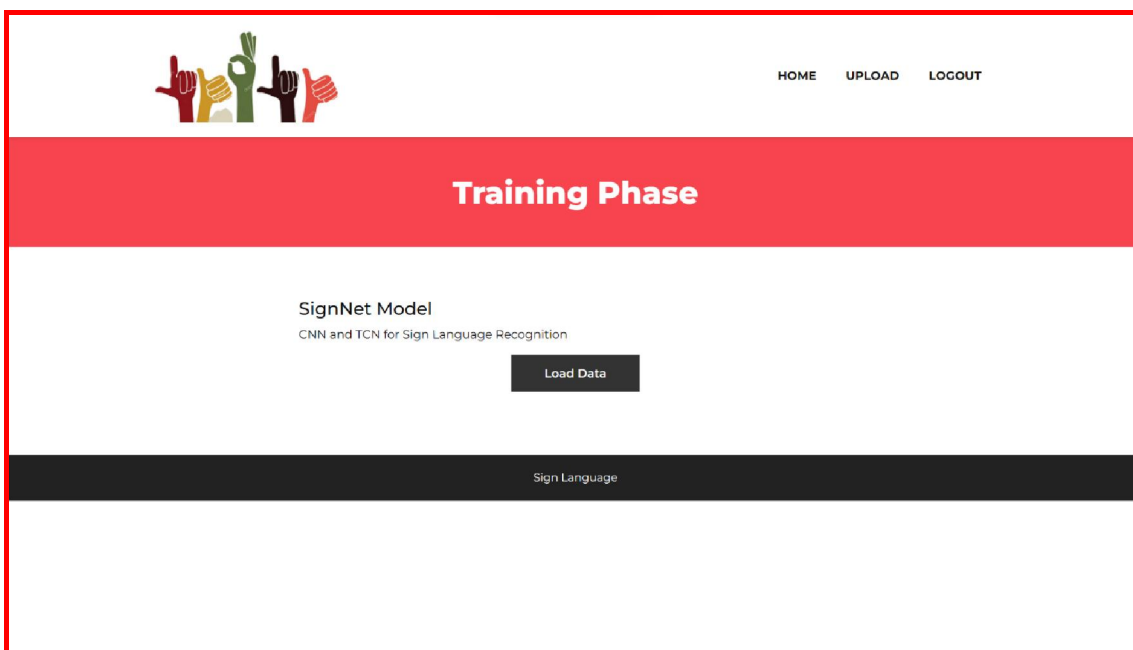 HOME UPLOAD LOGOUT
Training Phase
SignNet Model
CNN and TCN for Sign Language Recognition
Load Data
Sign Language